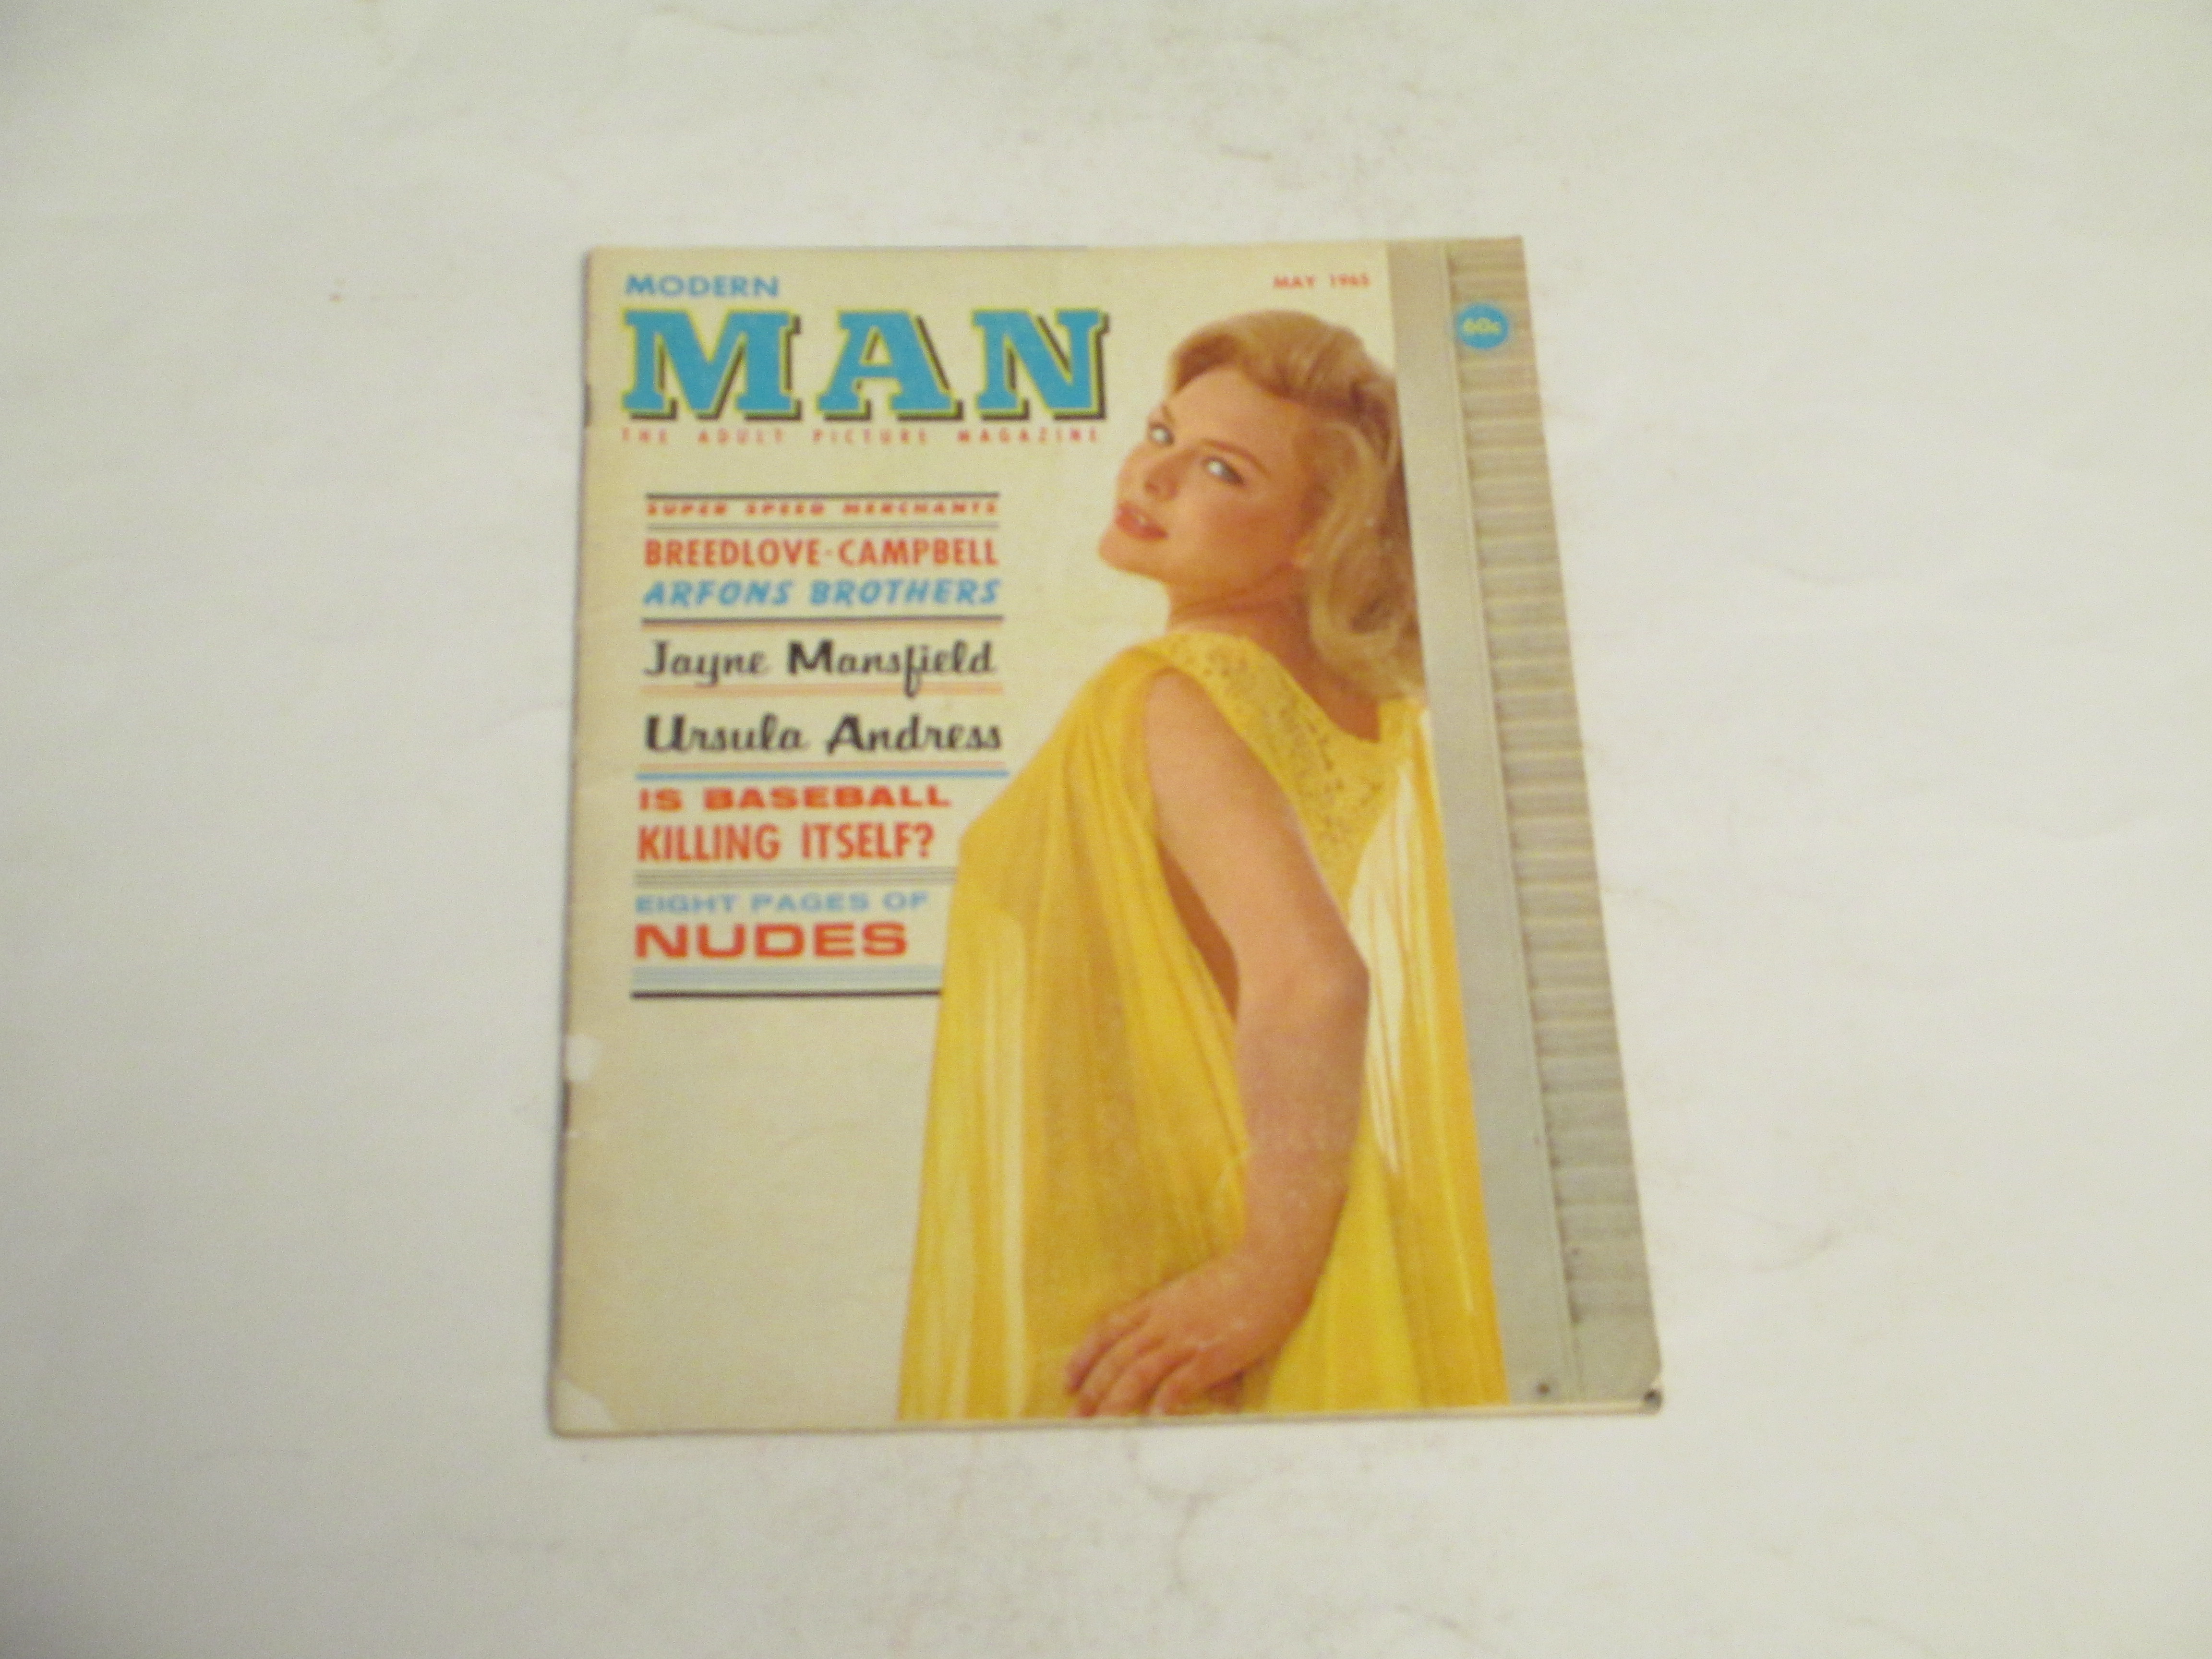 MODERN
MAY 1965
MAN
60c
THE ADULT PICTURE MAGAZINE
SUPER SPEED MERCHANTS
BREEDLOVE-CAMPBELL
ARFONS BROTHERS
Jayne Mansfield
Ursula Andress
IS BASEBALL
KILLING ITSELF?
EIGHT PAGES OF
NUDES